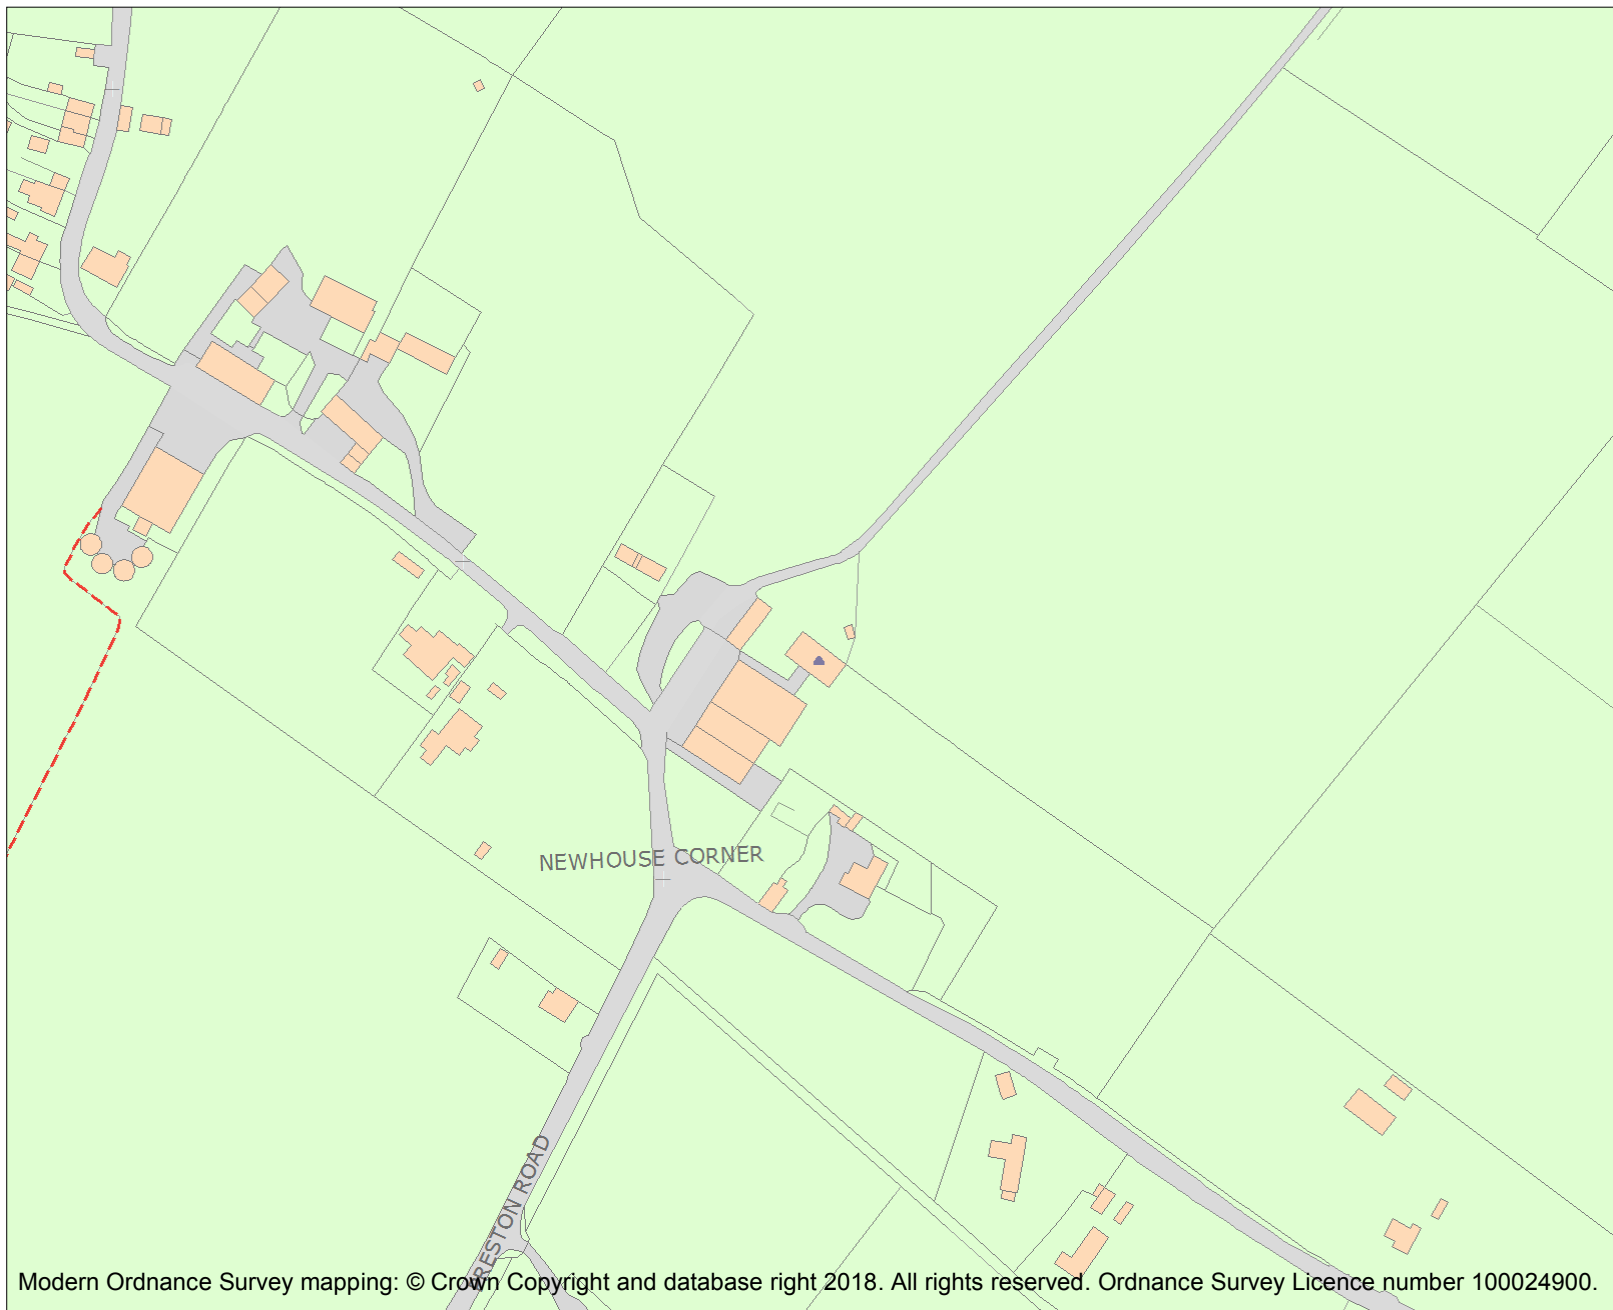 NEWHOUSE CORNER
RESTON ROAD
Modern Ordnance Survey mapping: © Crown Copyright and database right 2018. All rights reserved. Ordnance Survey Licence number 100024900.